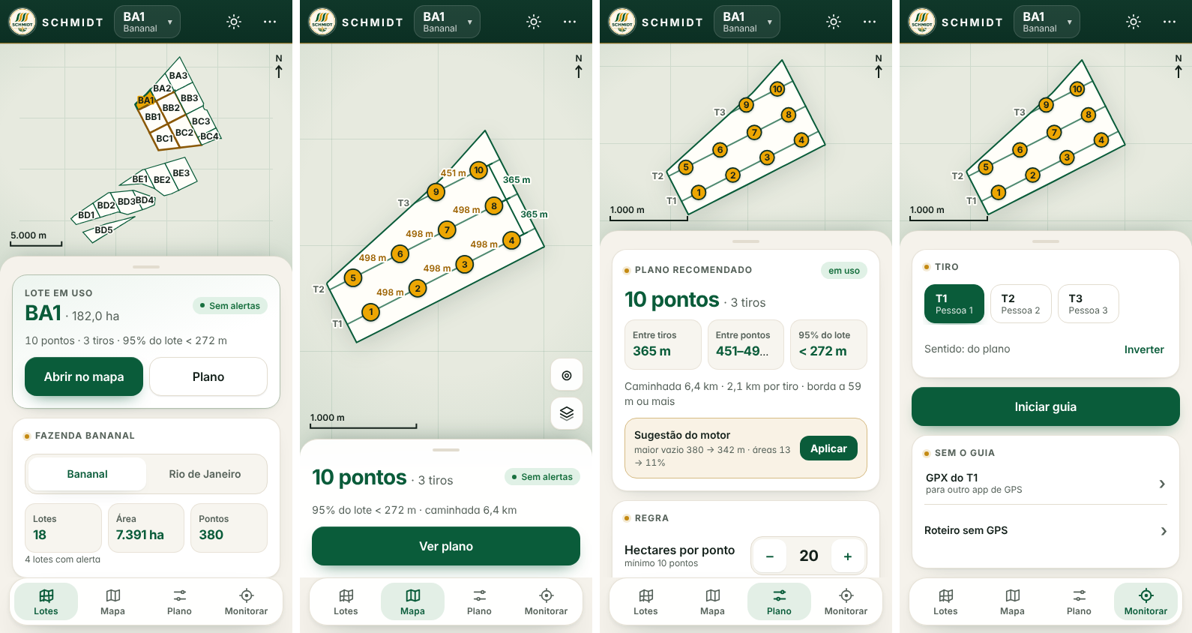 SCHMIDT
SCHMIDT
BA1
Bananal
N
BA3
BA2
BA1
BB3
BB2
BB1
BC3
BC2
BC4
BC1
BE3
BE1
BE2
BD2
BD3
BD4
BD1
BD5
5.000 m
LOTE EM USO
BA1 · 182,0 ha
Sem alertas
10 pontos · 3 tiros · 95% do lote < 272 m
Abrir no mapa
Plano
FAZENDA BANANAL
Bananal
Rio de Janeiro
Lotes
18
Área
7.391 ha
Pontos
380
4 lotes com alerta
Lotes
Mapa
Plano
Monitorar
SCHMIDT
SCHMIDT
BA1
Bananal
N
451 m
10
365 m
9
T3
498 m
8
365 m
498 m
7
498 m
4
498 m
6
498 m
3
T2
5
498 m
2
1
T1
1.000 m
10 pontos · 3 tiros
Sem alertas
95% do lote < 272 m · caminhada 6,4 km
Ver plano
Lotes
Mapa
Plano
Monitorar
SCHMIDT
SCHMIDT
BA1
Bananal
N
10
9
T3
8
7
4
6
3
5
T2
2
1
T1
1.000 m
PLANO RECOMENDADO
em uso
10 pontos · 3 tiros
Entre tiros
365 m
Entre pontos
451–49...
95% do lote
< 272 m
Caminhada 6,4 km · 2,1 km por tiro · borda a 59
m ou mais
Sugestão do motor
maior vazio 380 → 342 m · áreas 13
→ 11%
Aplicar
REGRA
Hectares por ponto
mínimo 10 pontos
−
20
+
Lotes
Mapa
Plano
Monitorar
SCHMIDT
SCHMIDT
BA1
Bananal
N
10
9
T3
8
7
4
6
3
5
T2
2
1
T1
1.000 m
TIRO
T1
Pessoa 1
T2
Pessoa 2
T3
Pessoa 3
Sentido: do plano
Inverter
Iniciar guia
SEM O GUIA
GPX do T1
para outro app de GPS
Roteiro sem GPS
Lotes
Mapa
Plano
Monitorar